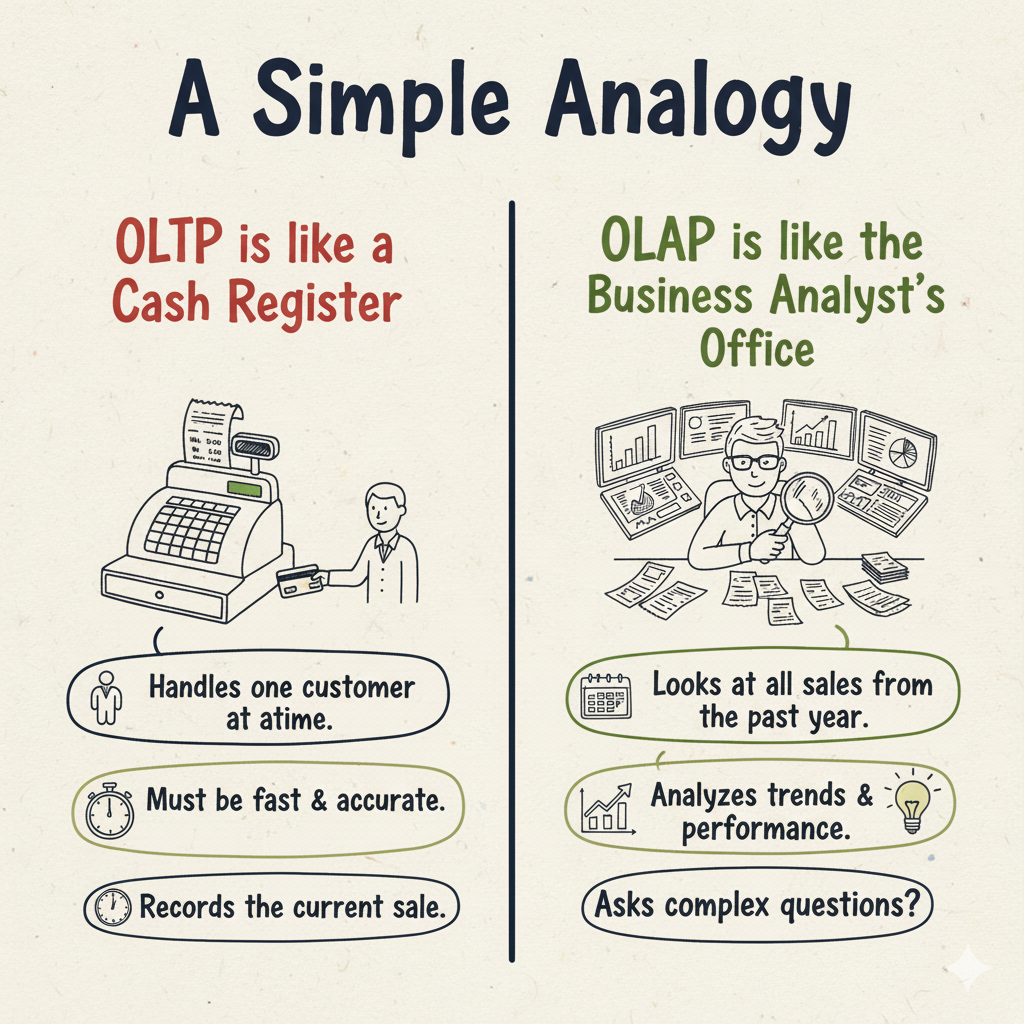 A Simple Analogy
OLTP is like a
Cash Register
Handles one customer
at atime.
Must be fast & accurate.
Records the current sale.
OLAP is like the
Business Analyst's
Office
Looks at all sales from
the past year.
Analyzes trends &
performance.
Asks complex questions?